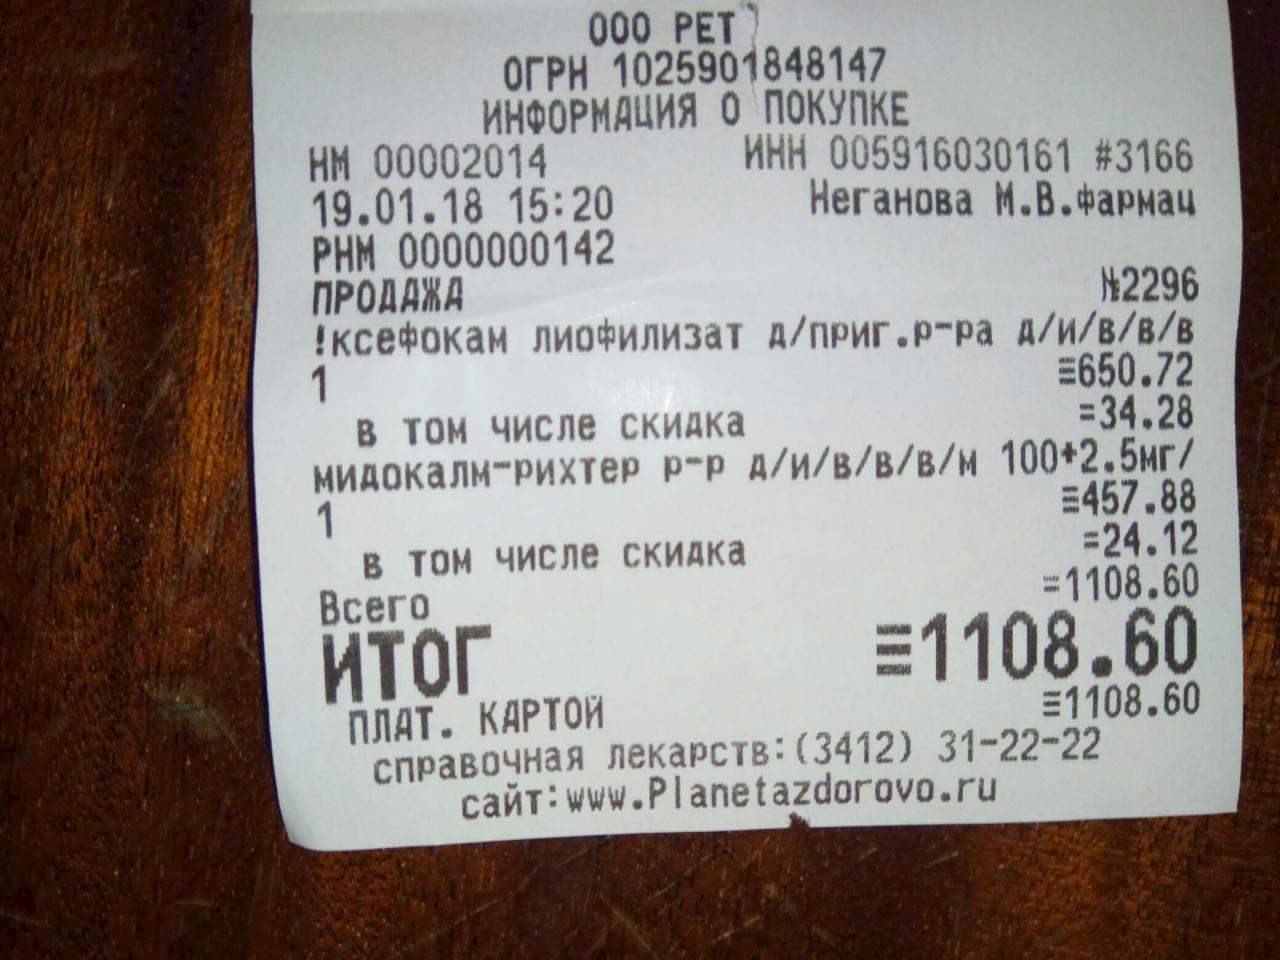 ООО РЕТ
ОГРН 1025901848147
ИНФОРМАЦИЯ О ПОКУПКЕ
НМ 00002014 ИНН 005916030161 #3166
19.01.18 15:20 Неганова М.В.фармац
РНМ 0000000142
ПРОДАЖА №2296
!ксефокам лиофилизат д/приг.р-ра д/и/в/в/в
1 ≡650.72
в том числе скидка =34.28
мидокалм-рихтер р-р д/и/в/в/в/м 100+2.5мг/
1 ≡457.88
в том числе скидка =24.12
Всего =1108.60
ИТОГ ≡1108.60
ПЛАТ. КАРТОЙ ≡1108.60
справочная лекарств:(3412) 31-22-22
сайт:www.Planetazdorovo.ru